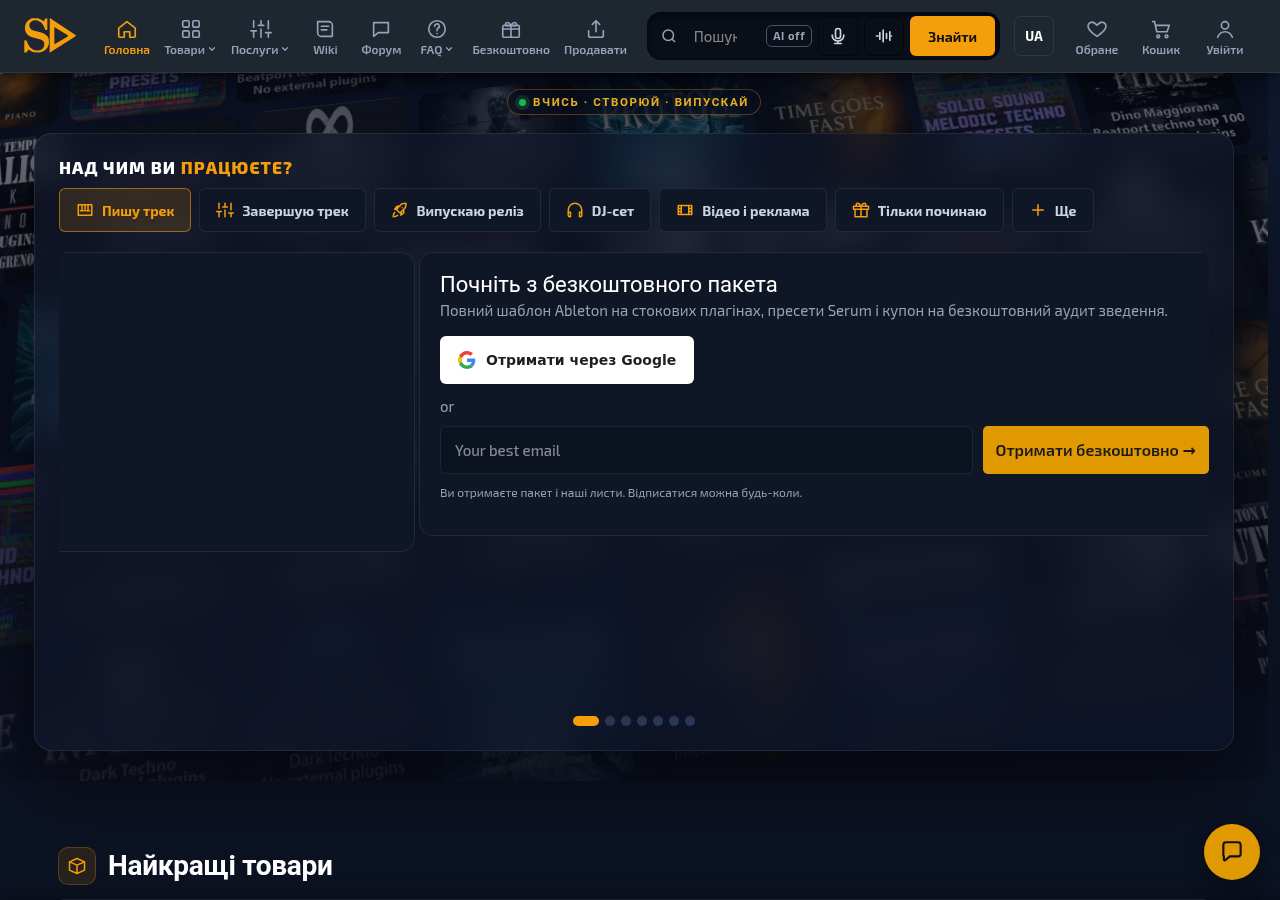 Головна
Товари
Послуги
Wiki
Форум
FAQ
Безкоштовно
Продавати
Пошук
AI off
Знайти
UA
Обране
Кошик
Увійти
PRESETS
Beatport techno
No external plugins
PIANO
TIME GOES
FAST
SOLID SOUND
MELODIC TECHNO
PRESETS
Dino Maggiorana
Beatport techno top 100
ВЧИСЬ · СТВОРЮЙ · ВИПУСКАЙ
НАД ЧИМ ВИ ПРАЦЮЄТЕ?
Пишу трек
Завершую трек
Випускаю реліз
DJ-сет
Відео і реклама
Тільки починаю
Ще
Почніть з безкоштовного пакета
Повний шаблон Ableton на стокових плагінах, пресети Serum і купон на безкоштовний аудит зведення.
Отримати через Google
or
Your best email
Отримати безкоштовно →
Ви отримаєте пакет і наші листи. Відписатися можна будь-коли.
Dark Techno
plugins
Dark Techno
No external plugins
Найкращі товари